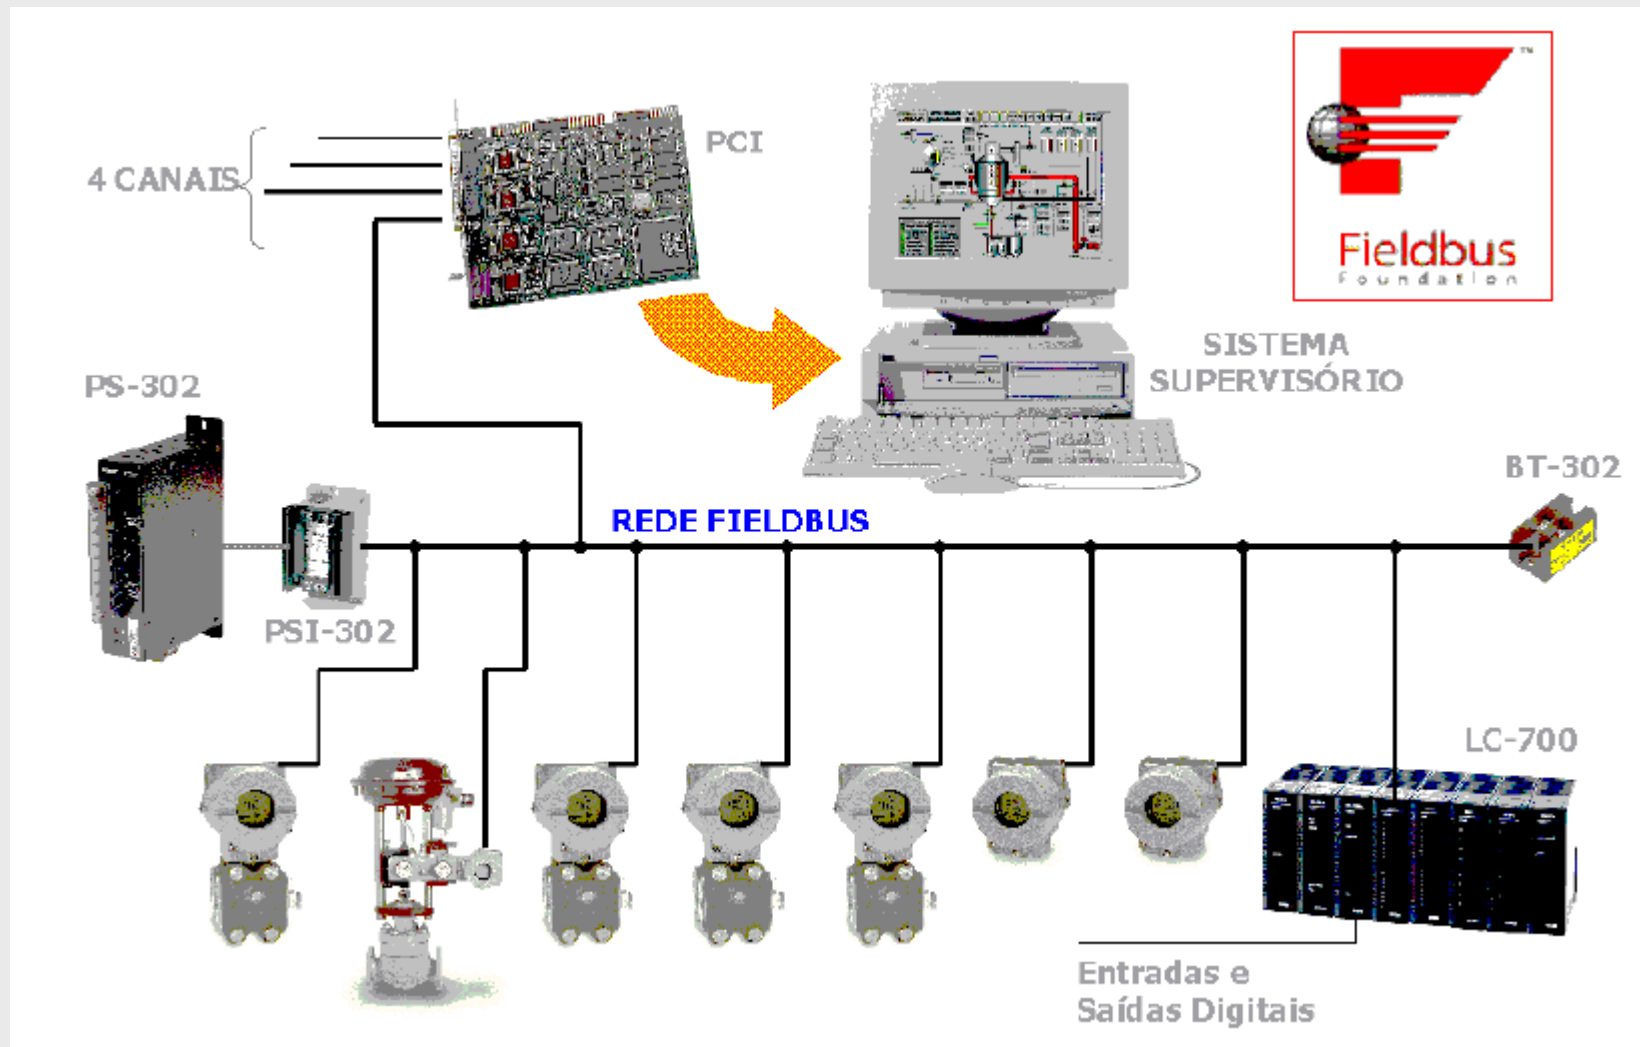 4 CANAIS
PCI
TM
Fieldbus
Foundation
SISTEMA
SUPERVISÓRIO
PS-302
BT-302
REDE FIELDBUS
PSI-302
LC-700
Entradas e
Saídas Digitais